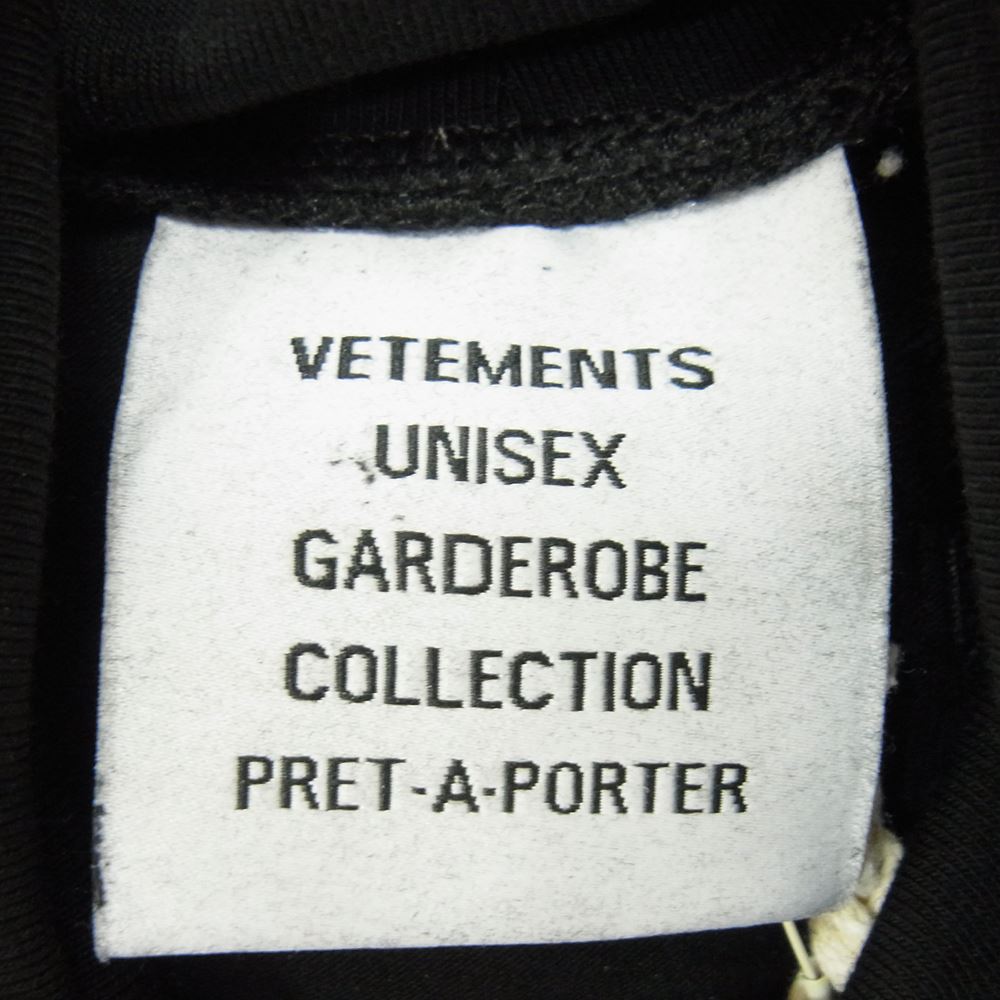 VETEMENTS
UNISEX
GARDEROBE
COLLECTION
PRET-A-PORTER